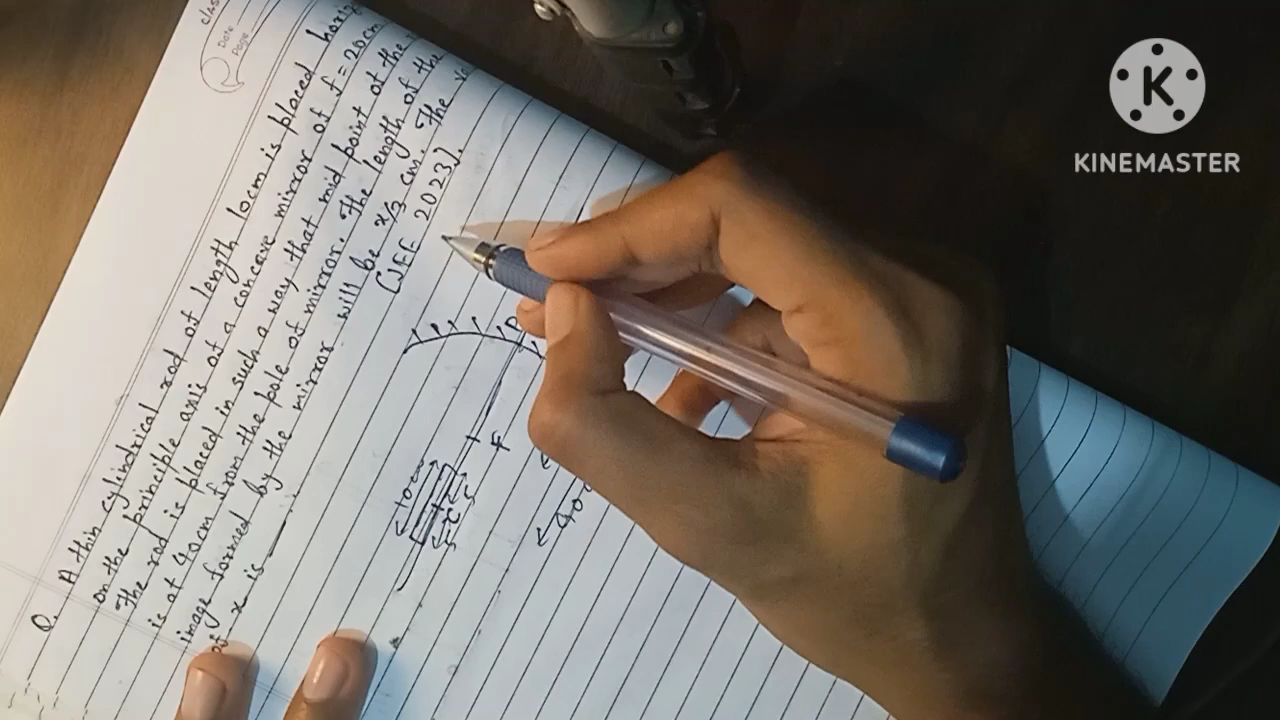 Date
Page
Q. A thin cylindrical rod of length 10cm is placed
on the principle axis of a concave mirror of f = 20cm
The rod is placed in such a way that mid point at the
is at 40cm from the pole of mirror. The length of the
image formed by the mirror will be x/3 cm. The
of x is
(JEE 2023).
P
F
10cm
5 C 5
KINEMASTER